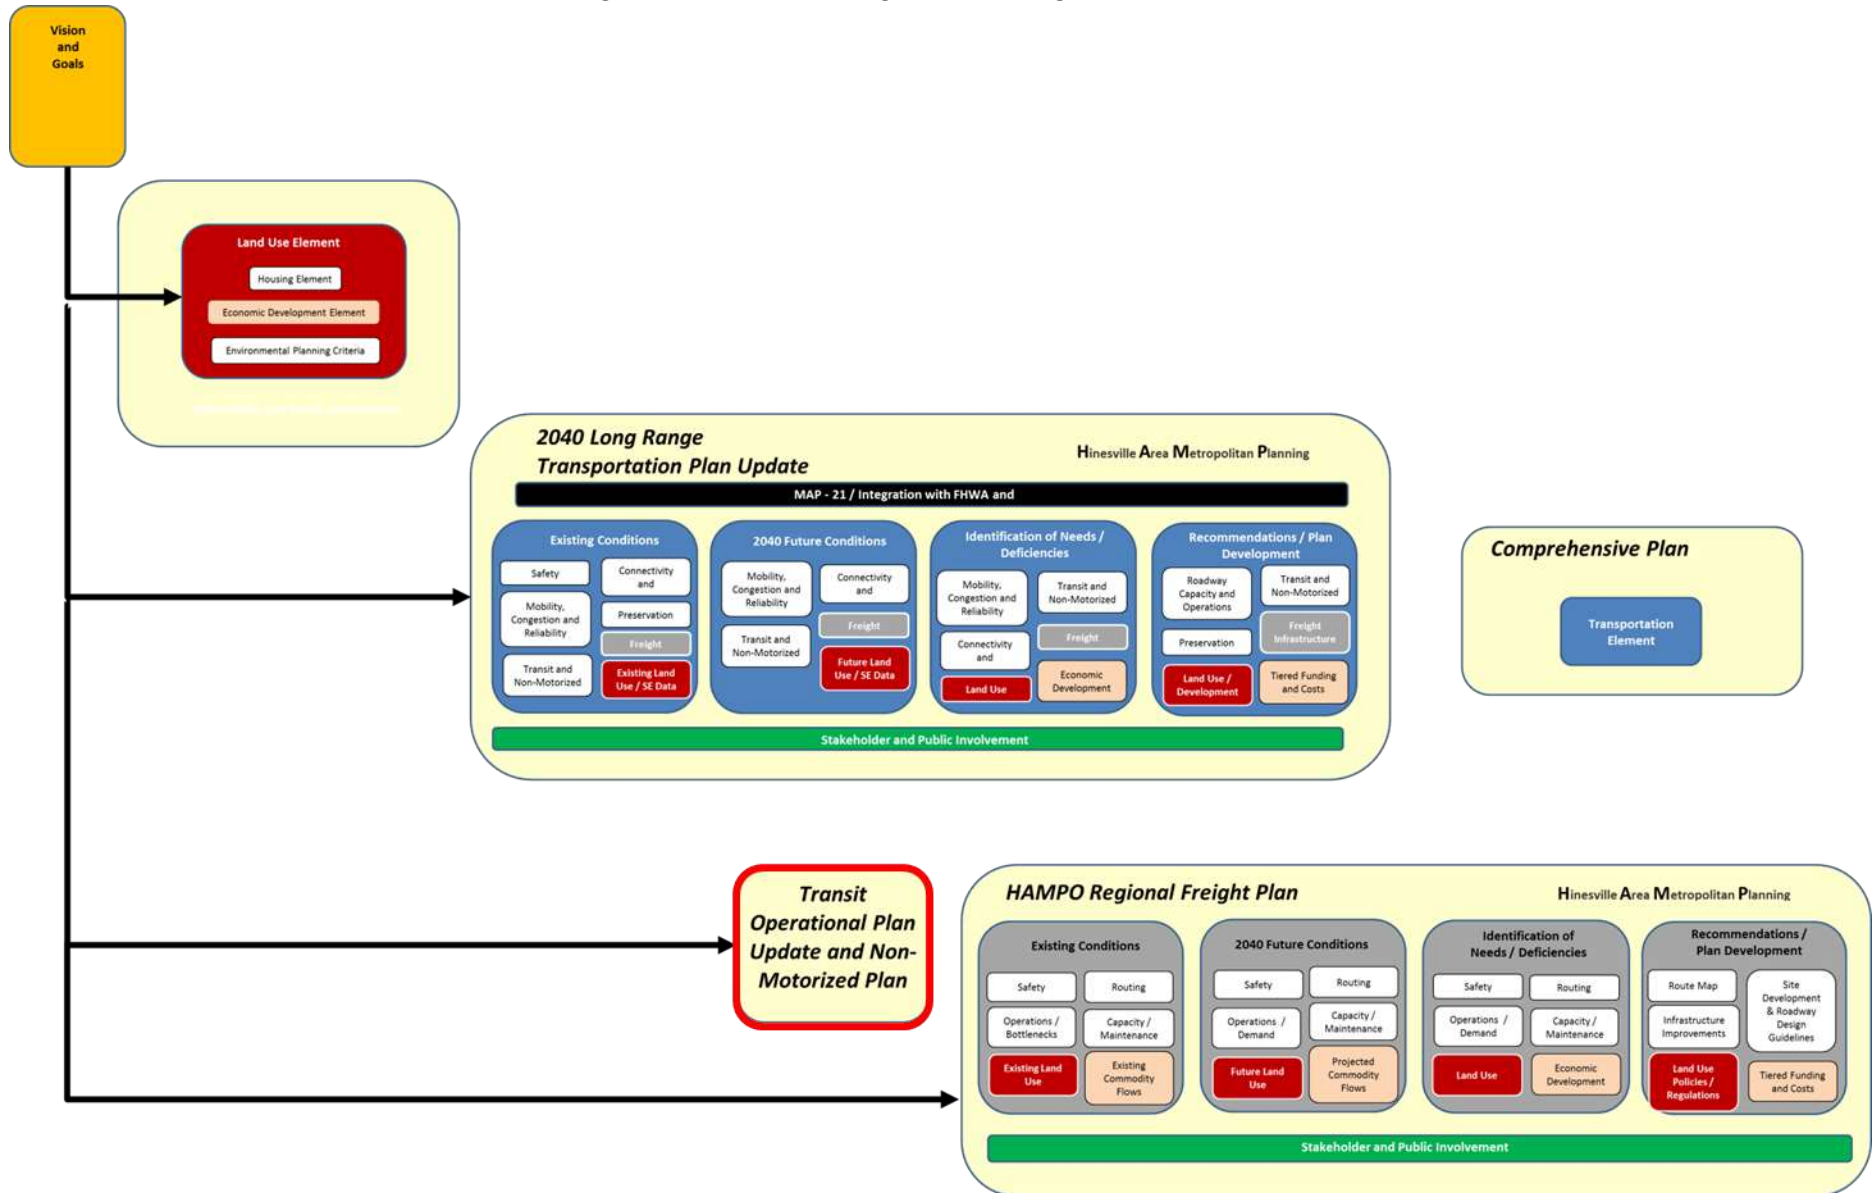 Vision
and
Goals
Land Use Element
Housing Element
Economic Development Element
Environmental Planning Criteria
2040 Long Range
Transportation Plan Update
Hinesville Area Metropolitan Planning
MAP - 21 / Integration with FHWA and
Existing Conditions
Safety
Mobility,
Congestion and
Reliability
Transit and
Non-Motorized
Connectivity
and
Preservation
Freight
Existing Land
Use / SE Data
2040 Future Conditions
Mobility,
Congestion and
Reliability
Transit and
Non-Motorized
Connectivity
and
Freight
Future Land
Use / SE Data
Identification of Needs /
Deficiencies
Mobility,
Congestion and
Reliability
Connectivity
and
Land Use
Transit and
Non-Motorized
Freight
Economic
Development
Recommendations / Plan
Development
Roadway
Capacity and
Operations
Preservation
Land Use /
Development
Transit and
Non-Motorized
Freight
Infrastructure
Tiered Funding
and Costs
Stakeholder and Public Involvement
Comprehensive Plan
Transportation
Element
Transit
Operational Plan
Update and Non-
Motorized Plan
HAMPO Regional Freight Plan
Hinesville Area Metropolitan Planning
Existing Conditions
Safety
Operations /
Bottlenecks
Existing Land
Use
Routing
Capacity /
Maintenance
Existing
Commodity
Flows
2040 Future Conditions
Safety
Operations /
Demand
Future Land
Use
Routing
Capacity /
Maintenance
Projected
Commodity
Flows
Identification of
Needs / Deficiencies
Safety
Operations /
Demand
Land Use
Routing
Capacity /
Maintenance
Economic
Development
Recommendations /
Plan Development
Route Map
Infrastructure
Improvements
Land Use
Policies /
Regulations
Site
Development
& Roadway
Design
Guidelines
Tiered Funding
and Costs
Stakeholder and Public Involvement